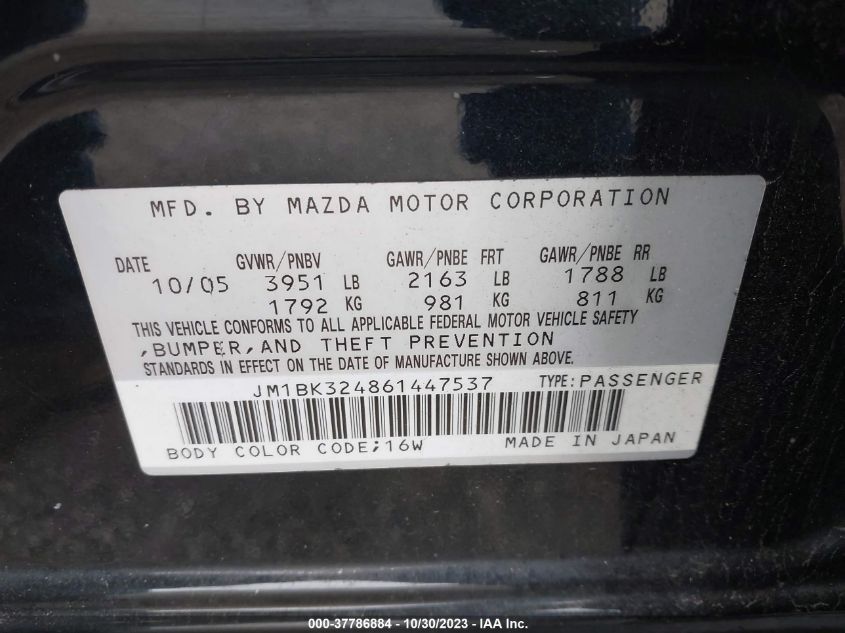 MFD. BY MAZDA MOTOR CORPORATION
DATE GVWR/PNBV GAWR/PNBE FRT GAWR/PNBE RR
10/05 3951 LB 2163 LB 1788 LB
1792 KG 981 KG 811 KG
THIS VEHICLE CONFORMS TO ALL APPLICABLE FEDERAL MOTOR VEHICLE SAFETY
,BUMPER,AND THEFT PREVENTION
STANDARDS IN EFFECT ON THE DATE OF MANUFACTURE SHOWN ABOVE.
JM1BK324861447537 TYPE:PASSENGER
BODY COLOR CODE;16W MADE IN JAPAN
000-37786884 - 10/30/2023 - IAA Inc.